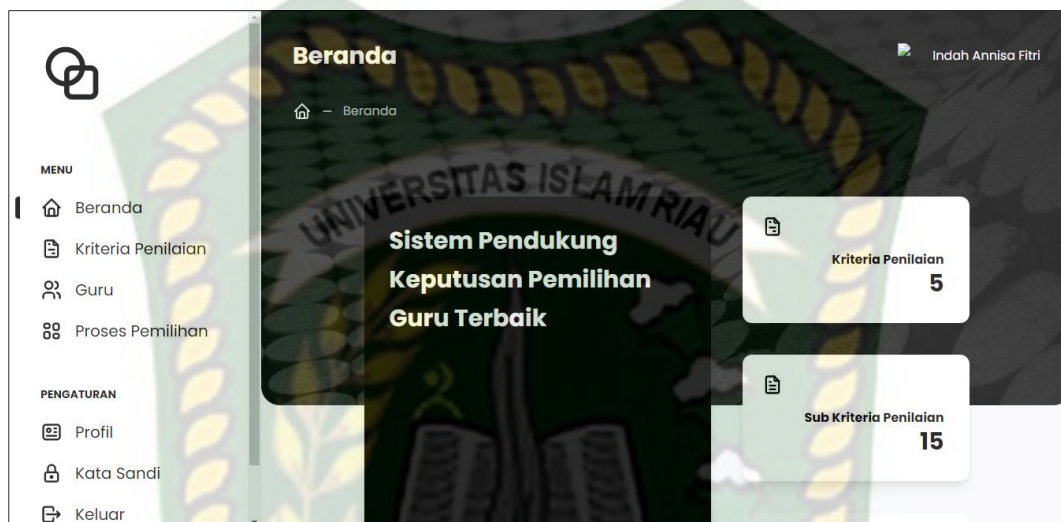 Beranda
Indah Annisa Fitri
– Beranda
MENU
Beranda
Kriteria Penilaian
Guru
Proses Pemilihan
PENGATURAN
Profil
Kata Sandi
Keluar
UNIVERSITAS ISLAM RIAU
Sistem Pendukung
Keputusan Pemilihan
Guru Terbaik
Kriteria Penilaian
5
Sub Kriteria Penilaian
15